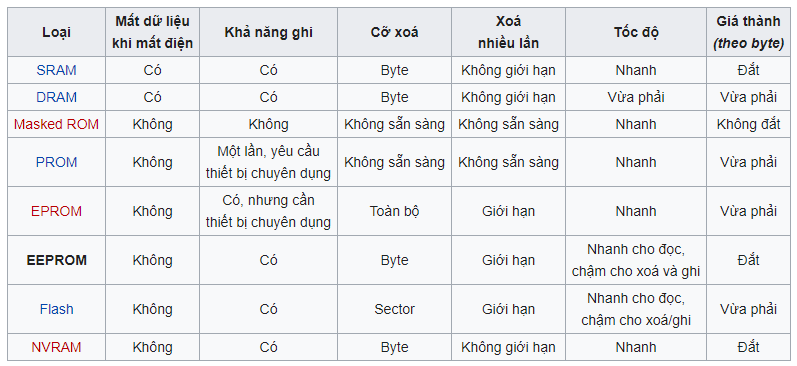 Loại Mất dữ liệu khi mất điện Khả năng ghi Cỡ xoá Xoá nhiều lần Tốc độ Giá thành (theo byte)
SRAM Có Có Byte Không giới hạn Nhanh Đắt
DRAM Có Có Byte Không giới hạn Vừa phải Vừa phải
Masked ROM Không Không Không sẵn sàng Không sẵn sàng Nhanh Không đắt
PROM Không Một lần, yêu cầu thiết bị chuyên dụng Không sẵn sàng Không sẵn sàng Nhanh Vừa phải
EPROM Không Có, nhưng cần thiết bị chuyên dụng Toàn bộ Giới hạn Nhanh Vừa phải
EEPROM Không Có Byte Giới hạn Nhanh cho đọc, chậm cho xoá và ghi Đắt
Flash Không Có Sector Giới hạn Nhanh cho đọc, chậm cho xoá/ghi Vừa phải
NVRAM Không Có Byte Không giới hạn Nhanh Đắt